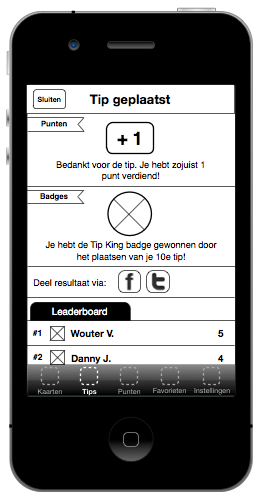 Sluiten
Tip geplaatst
Punten
+ 1
Bedankt voor de tip. Je hebt zojuist 1
punt verdiend!
Badges
Je hebt de Tip King badge gewonnen door
het plaatsen van je 10e tip!
Deel resultaat via:
f t
Leaderboard
#1 Wouter V. 5
#2 Danny J. 4
Kaarten Tips Punten Favorieten Instellingen